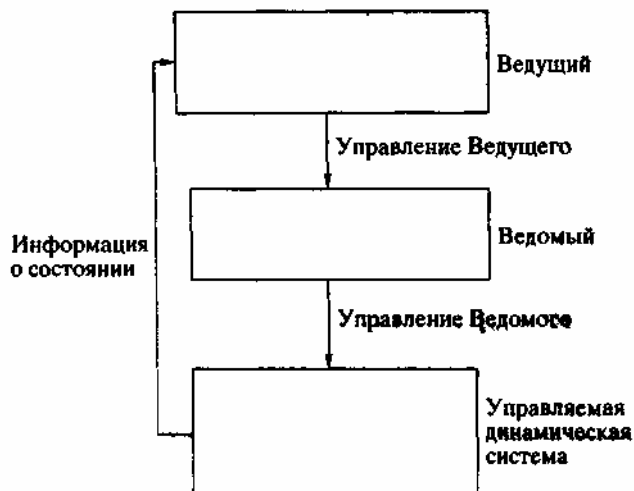 Ведущий
Управление Ведущего
Ведомый
Информация
о состоянии
Управление Ведомого
Управляемая
динамическая
система